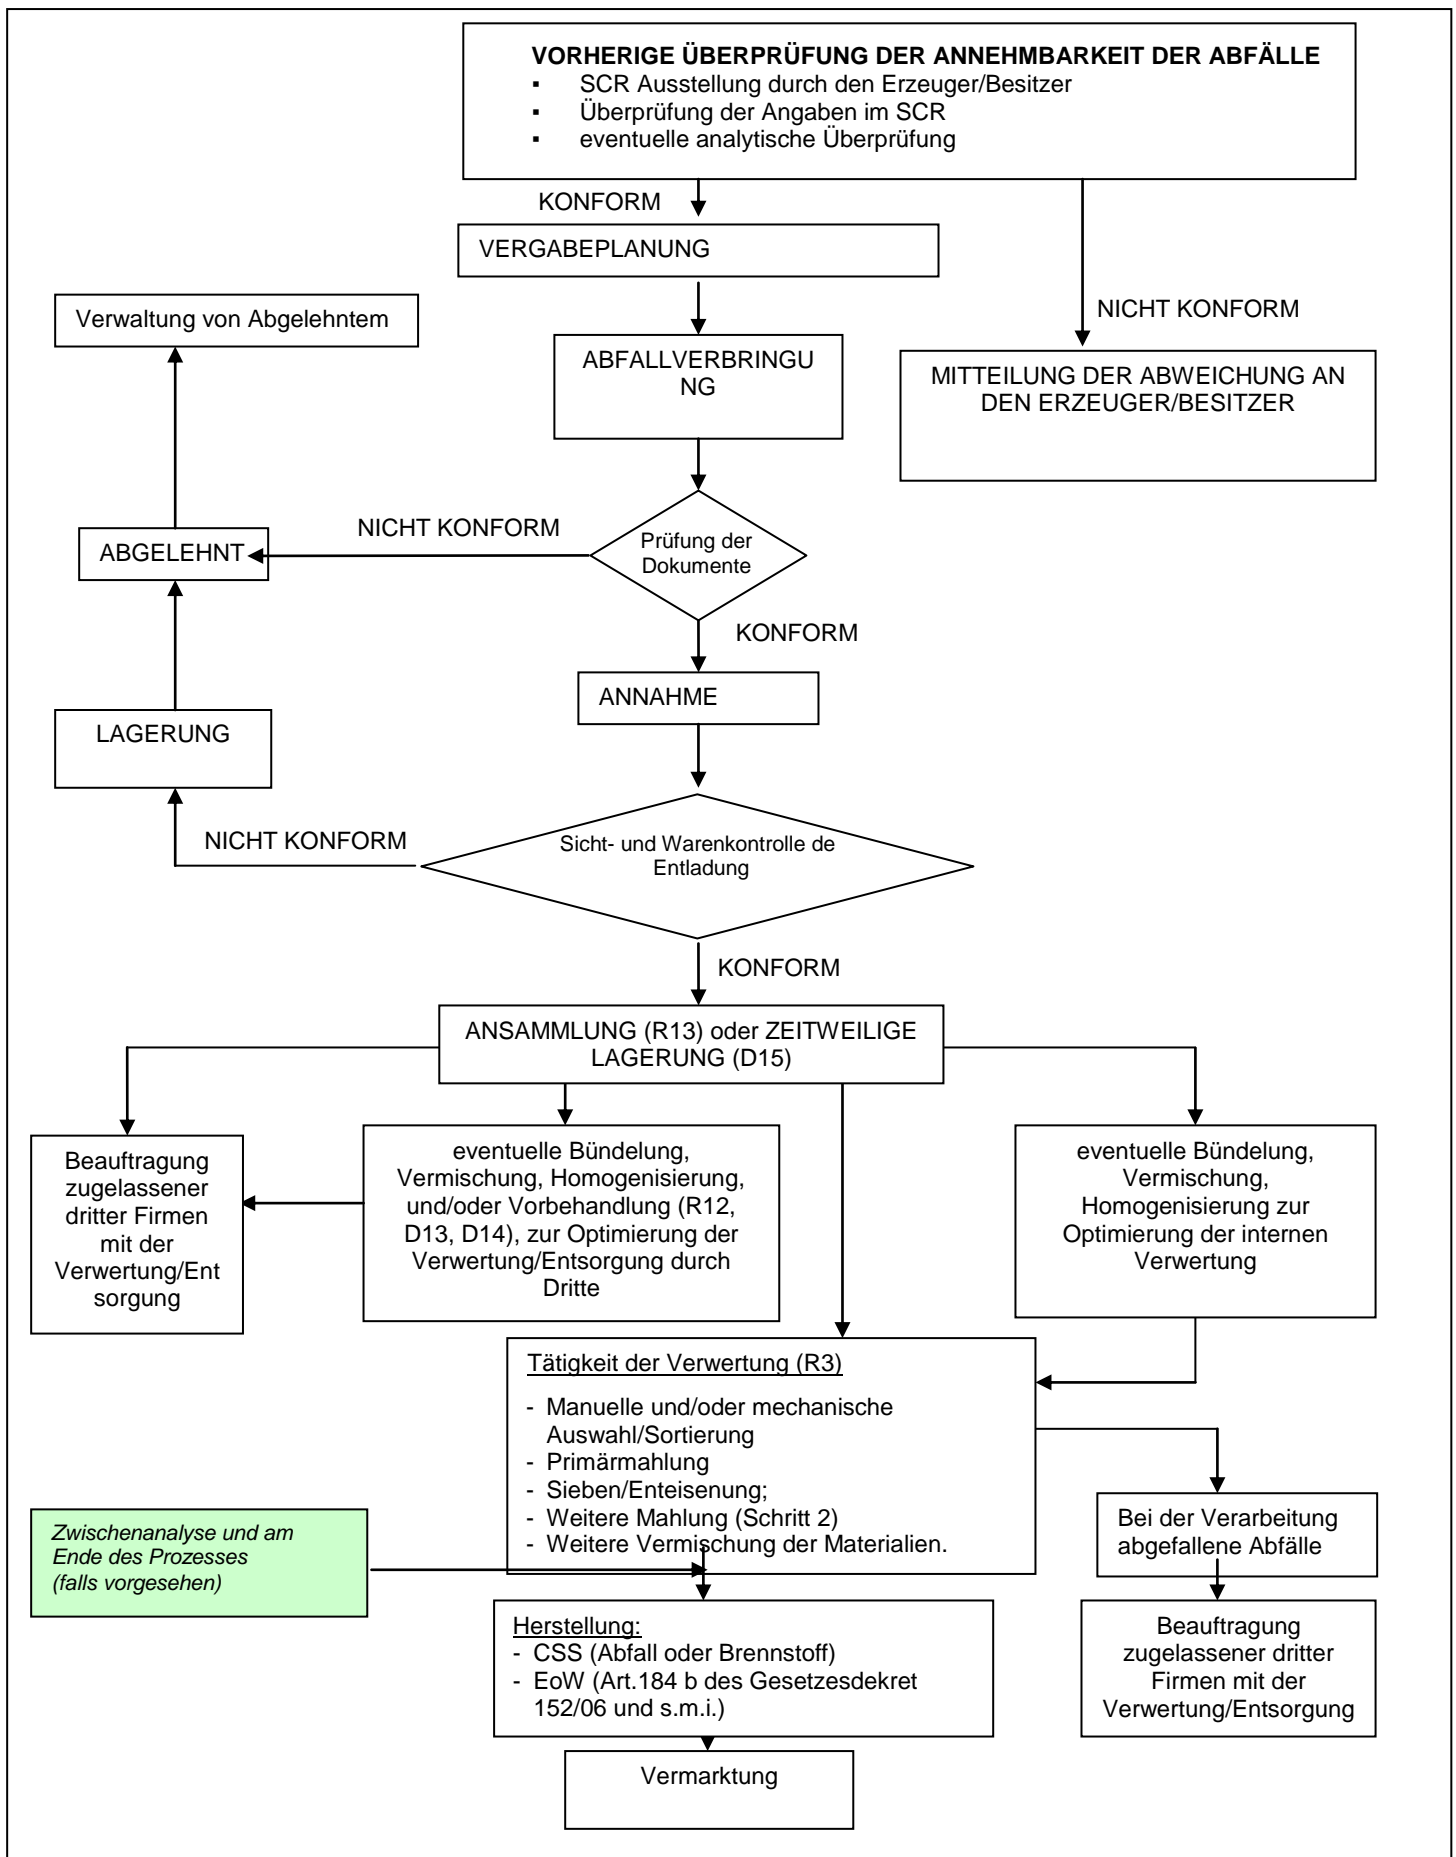 VORHERIGE ÜBERPRÜFUNG DER ANNEHMBARKEIT DER ABFÄLLE
▪ SCR Ausstellung durch den Erzeuger/Besitzer
▪ Überprüfung der Angaben im SCR
▪ eventuelle analytische Überprüfung
KONFORM
VERGABEPLANUNG
NICHT KONFORM
Verwaltung von Abgelehntem
ABFALLVERBRINGU
NG
MITTEILUNG DER ABWEICHUNG AN
DEN ERZEUGER/BESITZER
NICHT KONFORM
ABGELEHNT
Prüfung der
Dokumente
KONFORM
ANNAHME
LAGERUNG
NICHT KONFORM
Sicht- und Warenkontrolle de
Entladung
KONFORM
ANSAMMLUNG (R13) oder ZEITWEILIGE
LAGERUNG (D15)
Beauftragung
zugelassener
dritter Firmen
mit der
Verwertung/Ent
sorgung
eventuelle Bündelung,
Vermischung, Homogenisierung,
und/oder Vorbehandlung (R12,
D13, D14), zur Optimierung der
Verwertung/Entsorgung durch
Dritte
eventuelle Bündelung,
Vermischung,
Homogenisierung zur
Optimierung der internen
Verwertung
Tätigkeit der Verwertung (R3)
- Manuelle und/oder mechanische
Auswahl/Sortierung
- Primärmahlung
- Sieben/Enteisenung;
- Weitere Mahlung (Schritt 2)
- Weitere Vermischung der Materialien.
Zwischenanalyse und am
Ende des Prozesses
(falls vorgesehen)
Bei der Verarbeitung
abgefallene Abfälle
Herstellung:
- CSS (Abfall oder Brennstoff)
- EoW (Art.184 b des Gesetzesdekret
152/06 und s.m.i.)
Beauftragung
zugelassener dritter
Firmen mit der
Verwertung/Entsorgung
Vermarktung